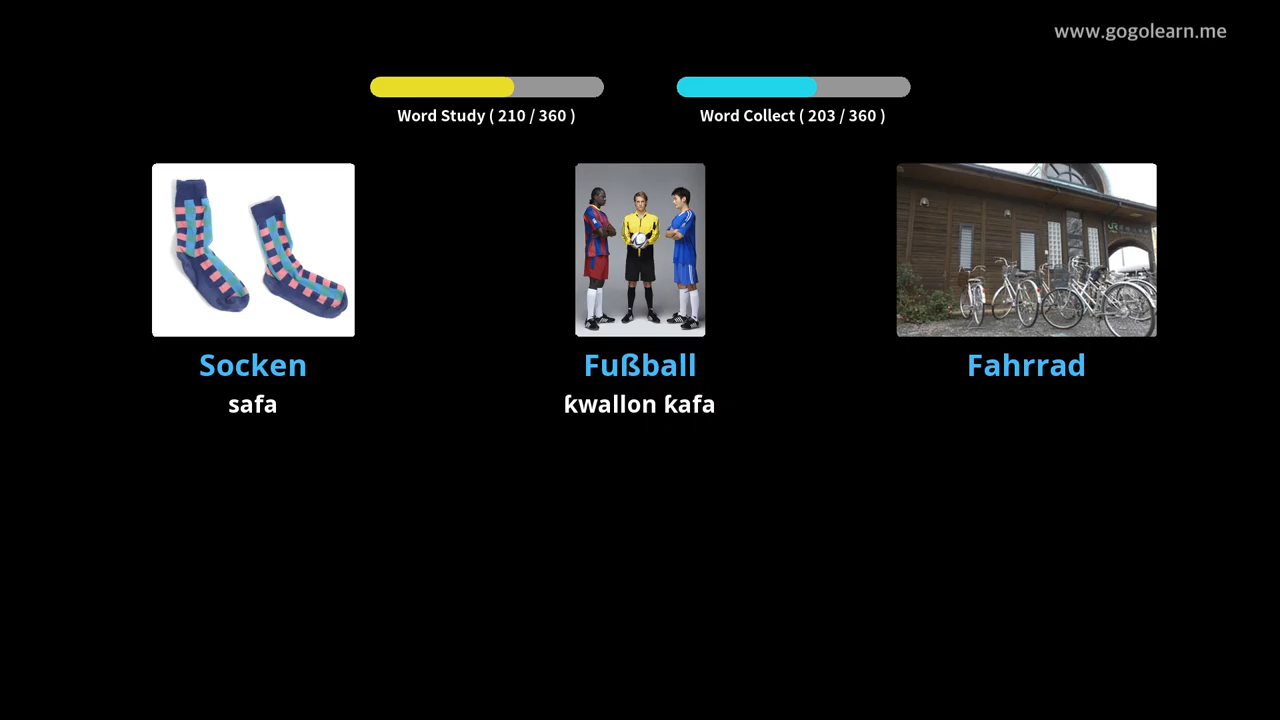 www.gogolearn.me
Word Study ( 210 / 360 )
Word Collect ( 203 / 360 )
Socken
Fußball
Fahrrad
safa
ƙwallon ƙafa